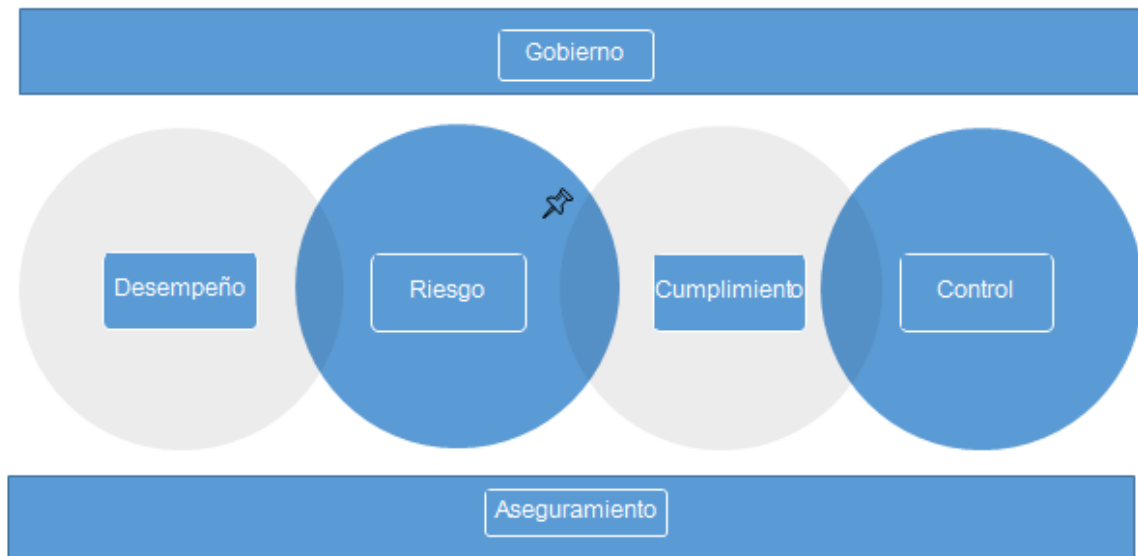 Gobierno
Desempeño
Riesgo
Cumplimiento
Control
Aseguramiento